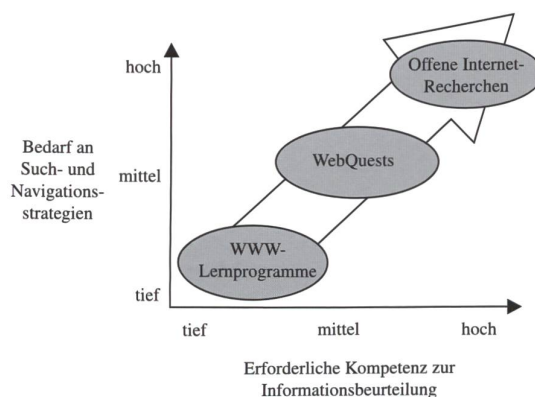 hoch
Offene Internet-
Recherchen
Bedarf an
Such- und
Navigations-
strategien
mittel
WebQuests
WWW-
Lernprogramme
tief
tief
mittel
hoch
Erforderliche Kompetenz zur
Informationsbeurteilung